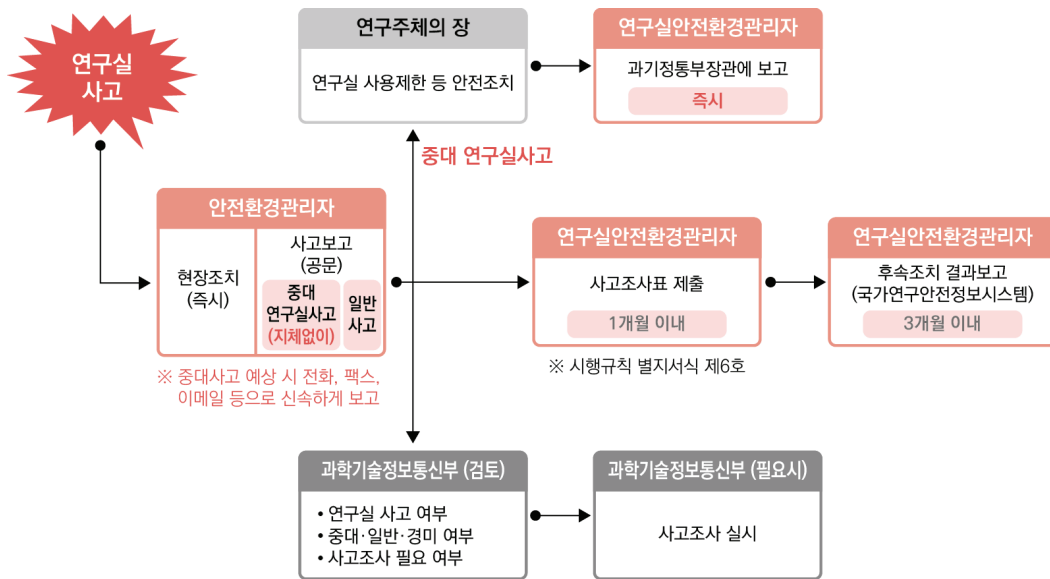 연구실
사고
연구주체의 장
연구실 사용제한 등 안전조치
연구실안전환경관리자
과기정통부장관에 보고
즉시
중대 연구실사고
안전환경관리자
현장조치
(즉시)
사고보고
(공문)
중대
연구실사고
(지체없이)
일반
사고
※ 중대사고 예상 시 전화, 팩스,
이메일 등으로 신속하게 보고
연구실안전환경관리자
사고조사표 제출
1개월 이내
※ 시행규칙 별지서식 제6호
연구실안전환경관리자
후속조치 결과보고
(국가연구안전정보시스템)
3개월 이내
과학기술정보통신부 (검토)
• 연구실 사고 여부
• 중대·일반·경미 여부
• 사고조사 필요 여부
과학기술정보통신부 (필요시)
사고조사 실시